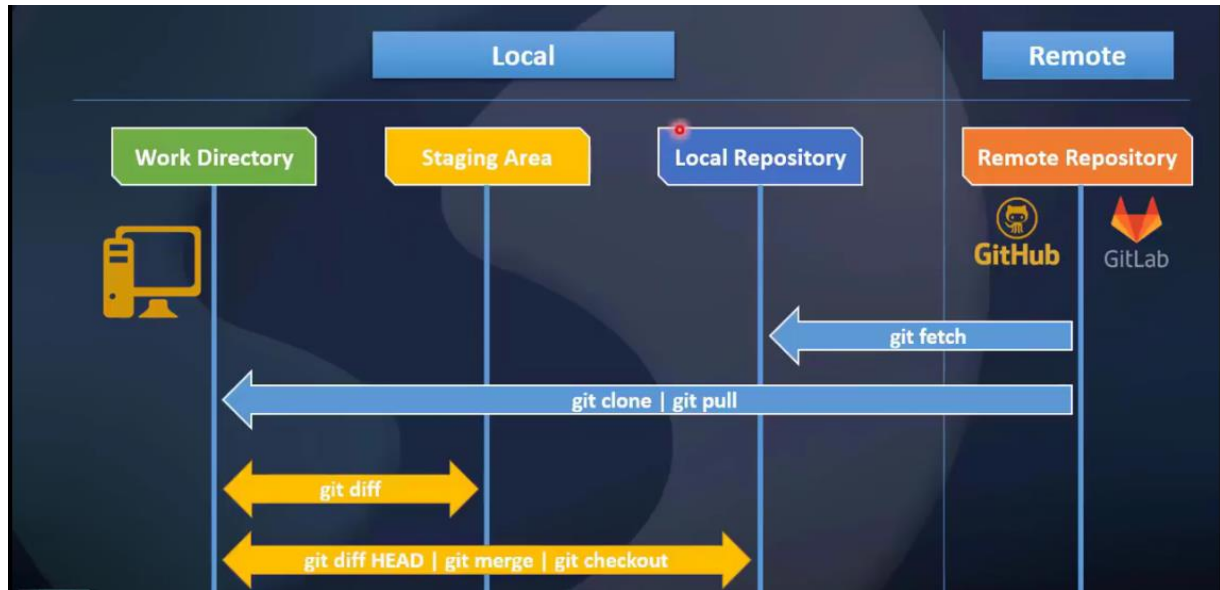 Local
Remote
Work Directory
Staging Area
Local Repository
Remote Repository
GitHub
GitLab
git fetch
git clone | git pull
git diff
git diff HEAD | git merge | git checkout